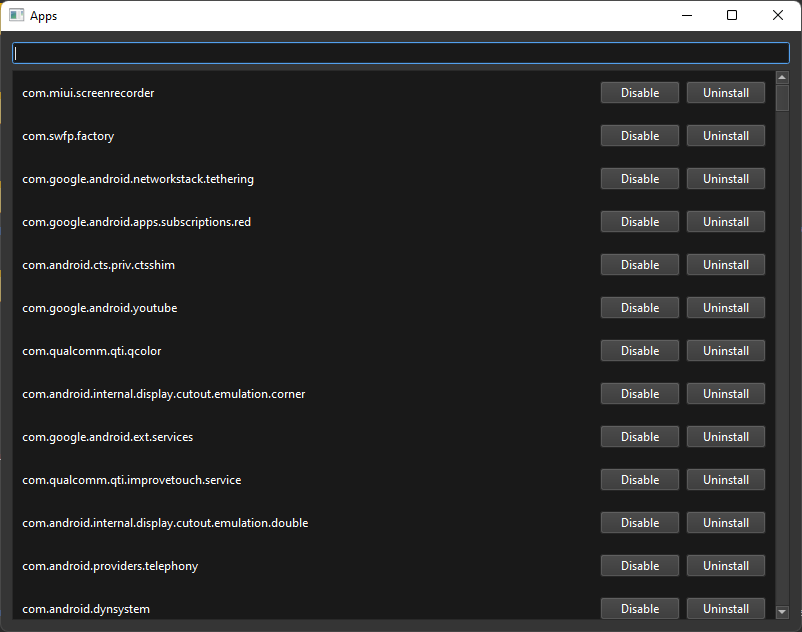 Apps
com.miui.screenrecorder Disable Uninstall
com.swfp.factory Disable Uninstall
com.google.android.networkstack.tethering Disable Uninstall
com.google.android.apps.subscriptions.red Disable Uninstall
com.android.cts.priv.ctsshim Disable Uninstall
com.google.android.youtube Disable Uninstall
com.qualcomm.qti.qcolor Disable Uninstall
com.android.internal.display.cutout.emulation.corner Disable Uninstall
com.google.android.ext.services Disable Uninstall
com.qualcomm.qti.improvetouch.service Disable Uninstall
com.android.internal.display.cutout.emulation.double Disable Uninstall
com.android.providers.telephony Disable Uninstall
com.android.dynsystem Disable Uninstall